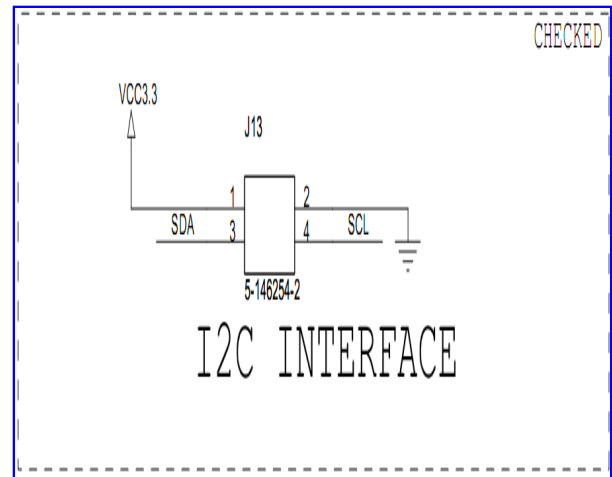 CHECKED
VCC3.3
J13
1 2
SDA 3 4 SCL
5-146254-2
I2C INTERFACE